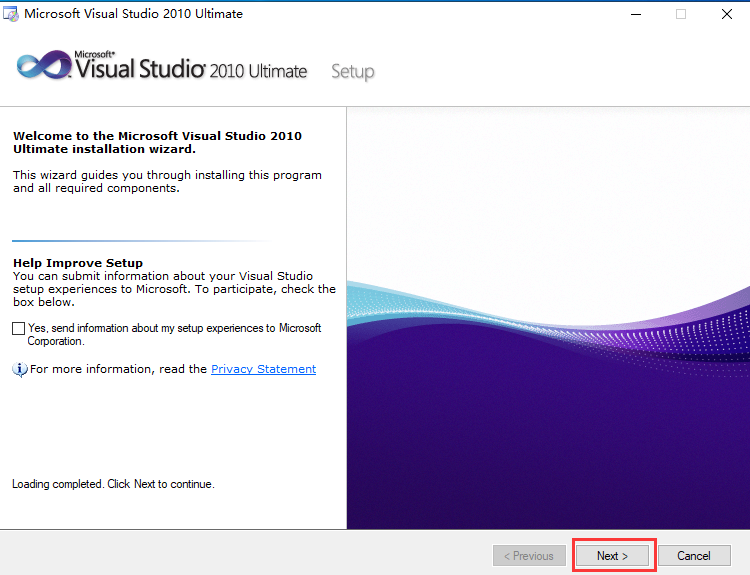 Microsoft Visual Studio 2010 Ultimate
Microsoft®
Visual Studio® 2010 Ultimate Setup
Welcome to the Microsoft Visual Studio 2010
Ultimate installation wizard.
This wizard guides you through installing this program
and all required components.
Help Improve Setup
You can submit information about your Visual Studio
setup experiences to Microsoft. To participate, check the
box below.
Yes, send information about my setup experiences to Microsoft
Corporation.
For more information, read the Privacy Statement
Loading completed. Click Next to continue.
< Previous Next > Cancel